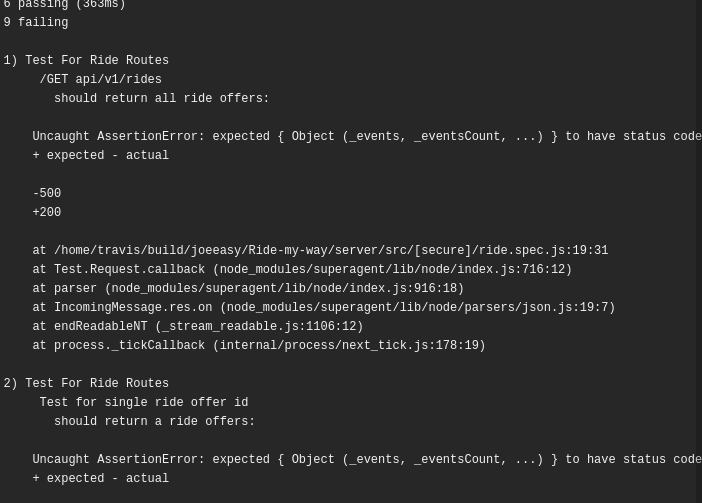 6 passing (363ms)
9 failing
1) Test For Ride Routes
/GET api/v1/rides
should return all ride offers:
Uncaught AssertionError: expected { Object (_events, _eventsCount, ...) } to have status code
+ expected - actual
-500
+200
at /home/travis/build/joeeasy/Ride-my-way/server/src/[secure]/ride.spec.js:19:31
at Test.Request.callback (node_modules/superagent/lib/node/index.js:716:12)
at parser (node_modules/superagent/lib/node/index.js:916:18)
at IncomingMessage.res.on (node_modules/superagent/lib/node/parsers/json.js:19:7)
at endReadableNT (_stream_readable.js:1106:12)
at process._tickCallback (internal/process/next_tick.js:178:19)
2) Test For Ride Routes
Test for single ride offer id
should return a ride offers:
Uncaught AssertionError: expected { Object (_events, _eventsCount, ...) } to have status code
+ expected - actual